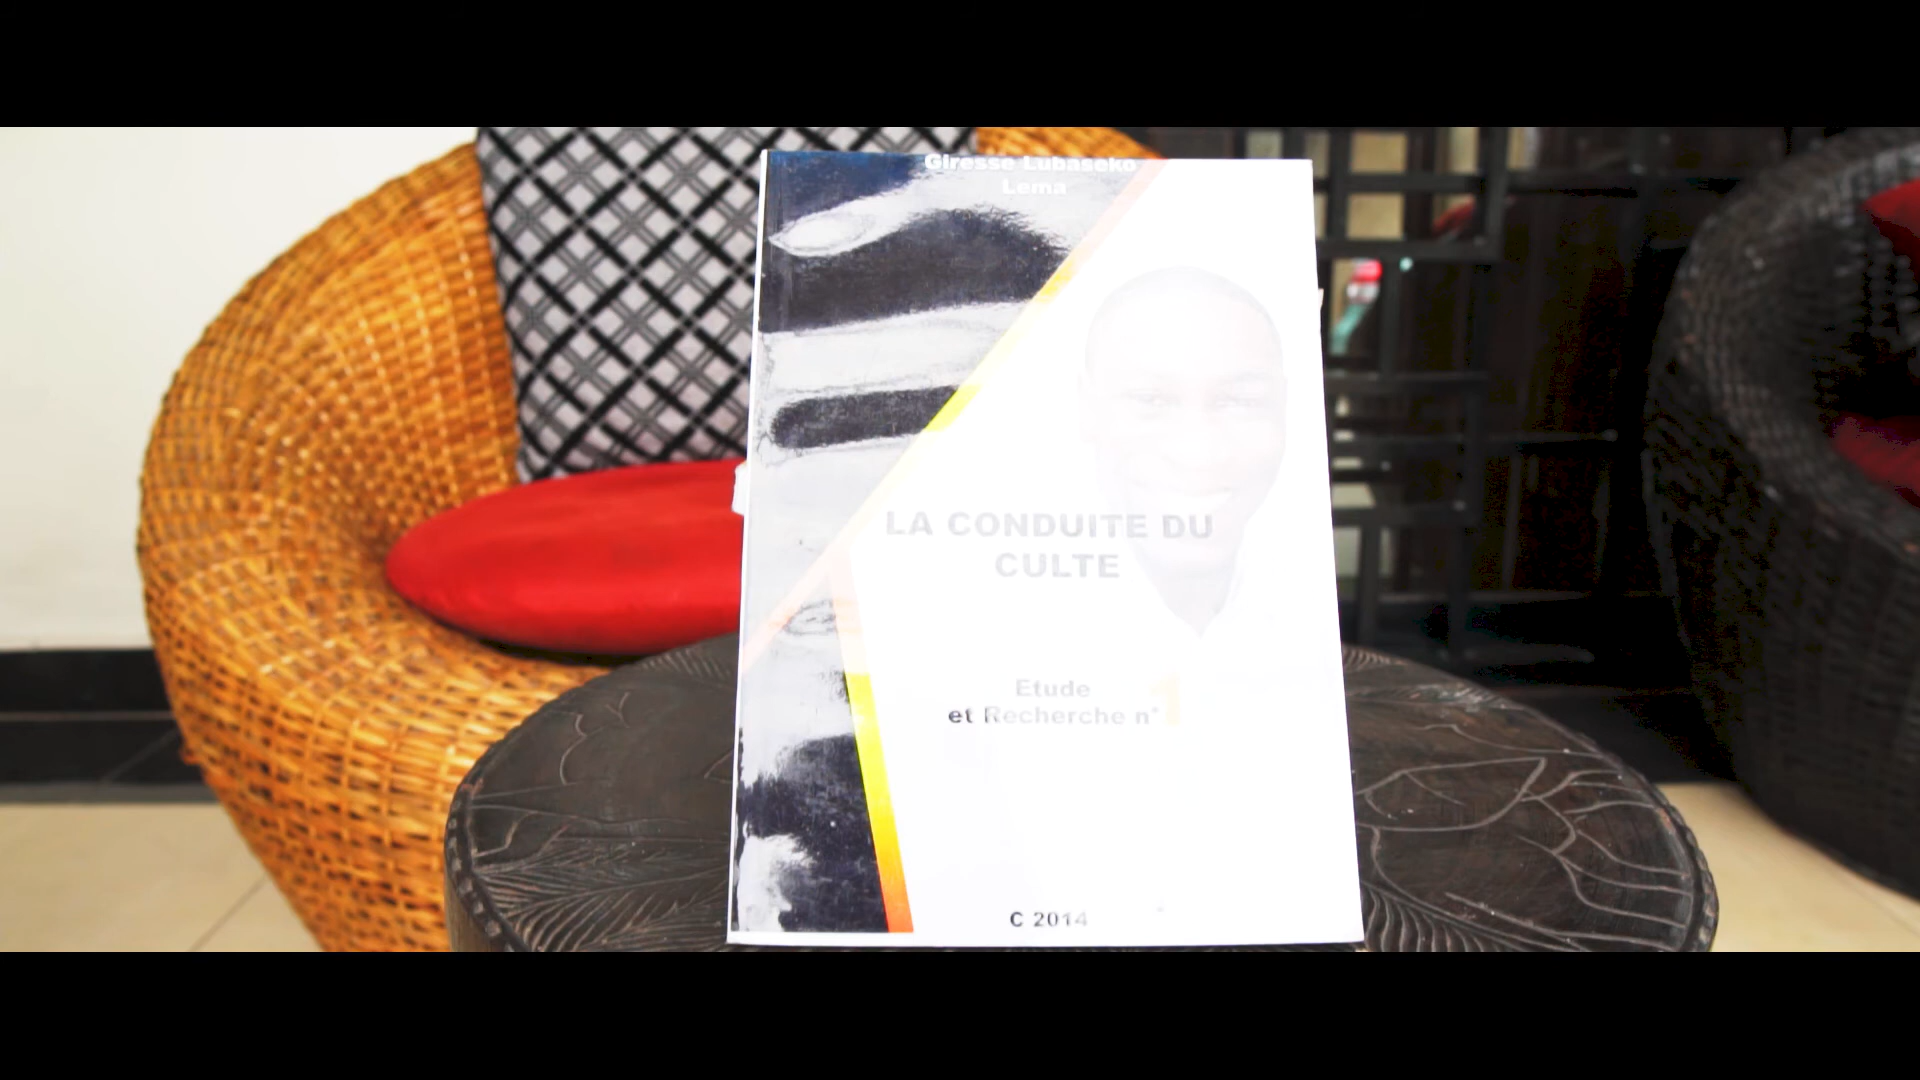 Giresse Lubaseko
Lema
LA CONDUITE DU
CULTE
Etude
et Recherche n° 1
C 2014